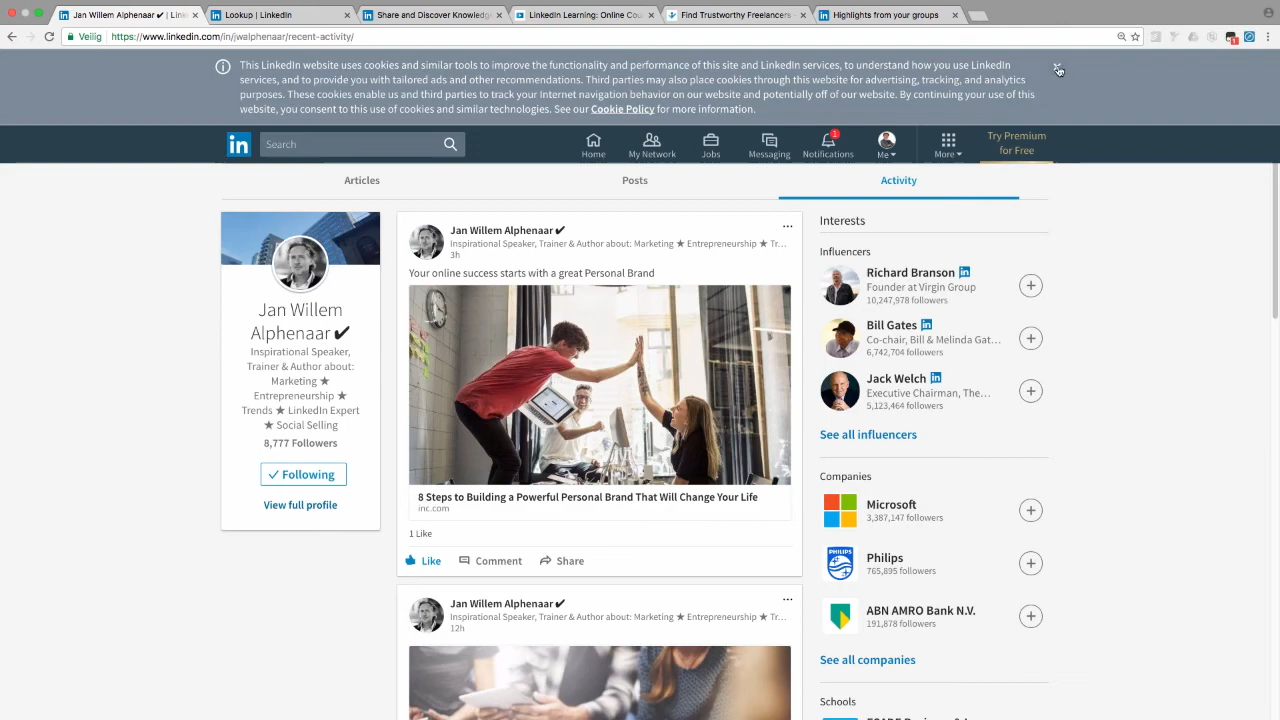 Jan Willem Alphenaar ✔ | Link
Lookup | LinkedIn
Share and Discover Knowledge
LinkedIn Learning: Online Cou
Find Trustworthy Freelancers -
Highlights from your groups
Veilig
https://www.linkedin.com/in/jwalphenaar/recent-activity/
This LinkedIn website uses cookies and similar tools to improve the functionality and performance of this site and LinkedIn services, to understand how you use LinkedIn
services, and to provide you with tailored ads and other recommendations. Third parties may also place cookies through this website for advertising, tracking, and analytics
purposes. These cookies enable us and third parties to track your Internet navigation behavior on our website and potentially off of our website. By continuing your use of this
website, you consent to this use of cookies and similar technologies. See our Cookie Policy for more information.
in
Search
Home
My Network
Jobs
Messaging
1
Notifications
Me
More
Try Premium
for Free
Articles
Posts
Activity
Jan Willem
Alphenaar ✔
Inspirational Speaker,
Trainer & Author about:
Marketing ★
Entrepreneurship ★
Trends ★ LinkedIn Expert
★ Social Selling
8,777 Followers
✓ Following
View full profile
Jan Willem Alphenaar ✔
Inspirational Speaker, Trainer & Author about: Marketing ★ Entrepreneurship ★ Tr...
3h
Your online success starts with a great Personal Brand
8 Steps to Building a Powerful Personal Brand That Will Change Your Life
inc.com
1 Like
Like
Comment
Share
Jan Willem Alphenaar ✔
Inspirational Speaker, Trainer & Author about: Marketing ★ Entrepreneurship ★ Tr...
12h
Interests
Influencers
Richard Branson in
Founder at Virgin Group
10,247,978 followers
Bill Gates in
Co-chair, Bill & Melinda Gat...
6,742,704 followers
Jack Welch in
Executive Chairman, The...
5,123,464 followers
See all influencers
Companies
Microsoft
3,387,147 followers
PHILIPS
Philips
765,895 followers
ABN AMRO Bank N.V.
191,878 followers
See all companies
Schools